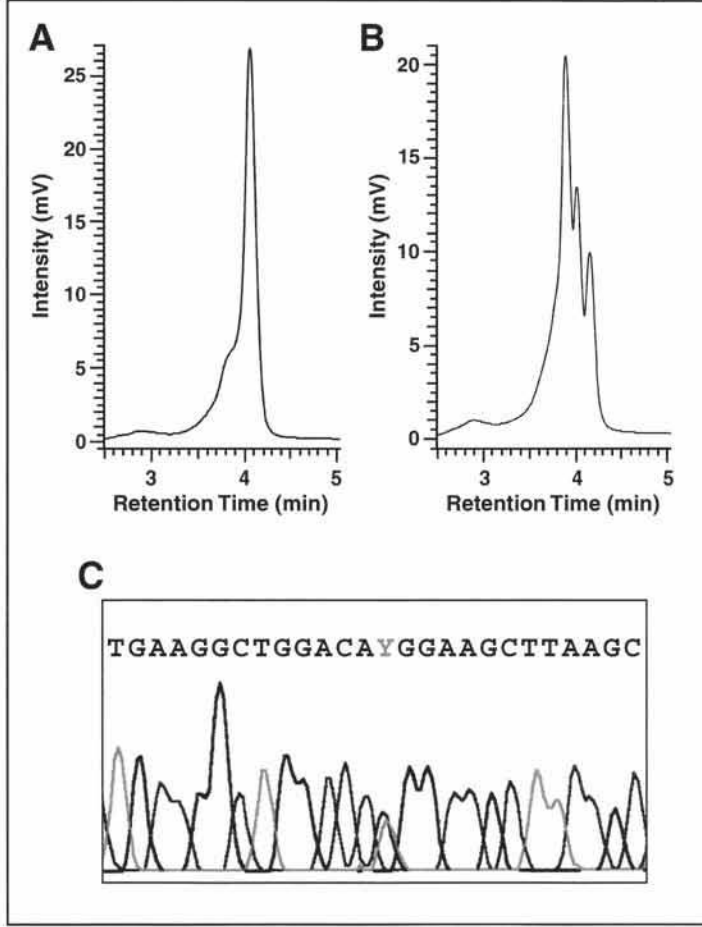 A
B
Intensity (mV)
25
20
15
10
5
0
3
4
5
Retention Time (min)
Intensity (mV)
20
15
10
5
0
3
4
5
Retention Time (min)
C
TGAAGGCTGGACAYGGAAGCTTAAGC